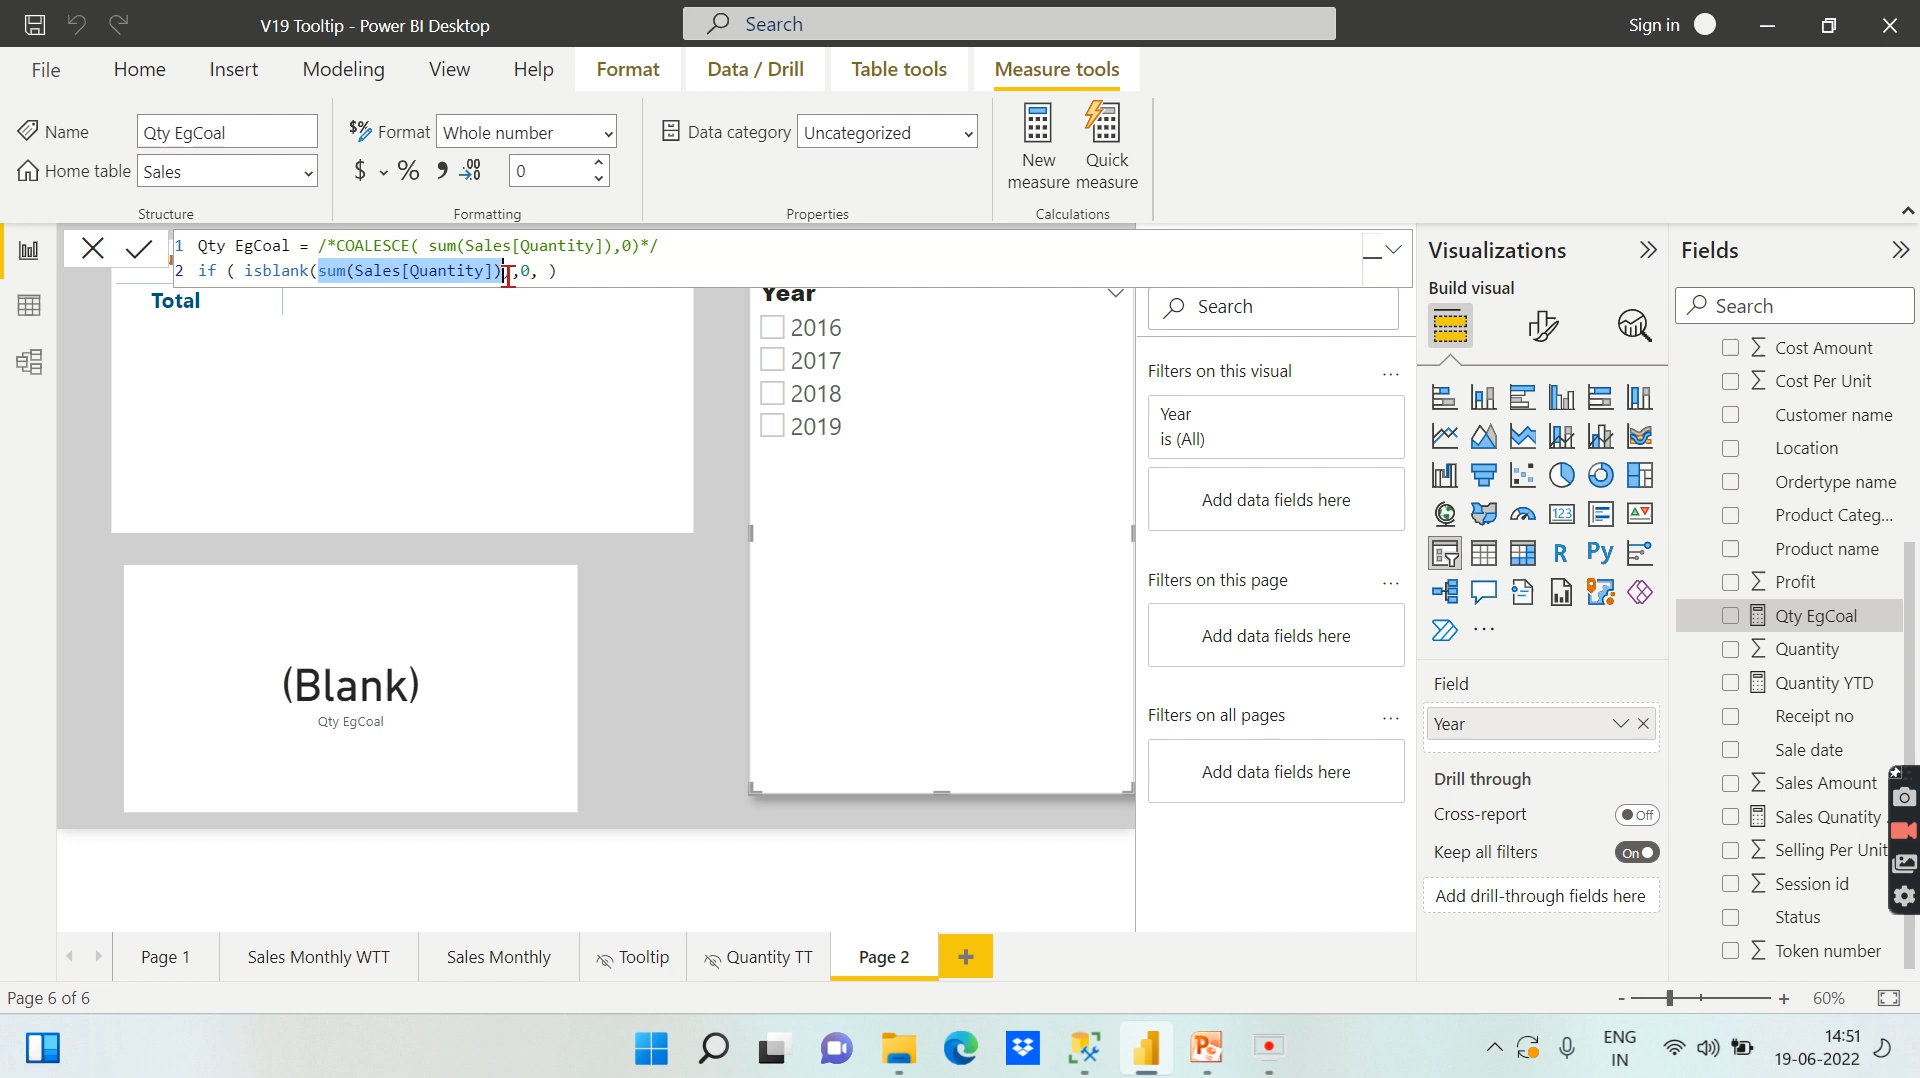 V19 Tooltip - Power BI Desktop
Search
Sign in
File
Home
Insert
Modeling
View
Help
Format
Data / Drill
Table tools
Measure tools
Name
Qty EgCoal
Home table
Sales
Structure
$% Format
Whole number
$
%
,
.00
0
Formatting
Data category
Uncategorized
Properties
New measure
Quick measure
Calculations
1 Qty EgCoal = /*COALESCE( sum(Sales[Quantity]),0)*/
2 if ( isblank(sum(Sales[Quantity]),0, )
Total
(Blank)
Qty EgCoal
Year
2016
2017
2018
2019
Search
Filters on this visual
...
Year
is (All)
Add data fields here
Filters on this page
...
Add data fields here
Filters on all pages
...
Add data fields here
Visualizations
Build visual
123
R
Py
...
Field
Year
Drill through
Cross-report
Off
Keep all filters
On
Add drill-through fields here
Fields
Search
Cost Amount
Cost Per Unit
Customer name
Location
Ordertype name
Product Categ...
Product name
Profit
Qty EgCoal
Quantity
Quantity YTD
Receipt no
Sale date
Sales Amount
Sales Qunatity
Selling Per Unit
Session id
Status
Token number
Page 1
Sales Monthly WTT
Sales Monthly
Tooltip
Quantity TT
Page 2
+
Page 6 of 6
-
+
60%
ENG
IN
14:51
19-06-2022